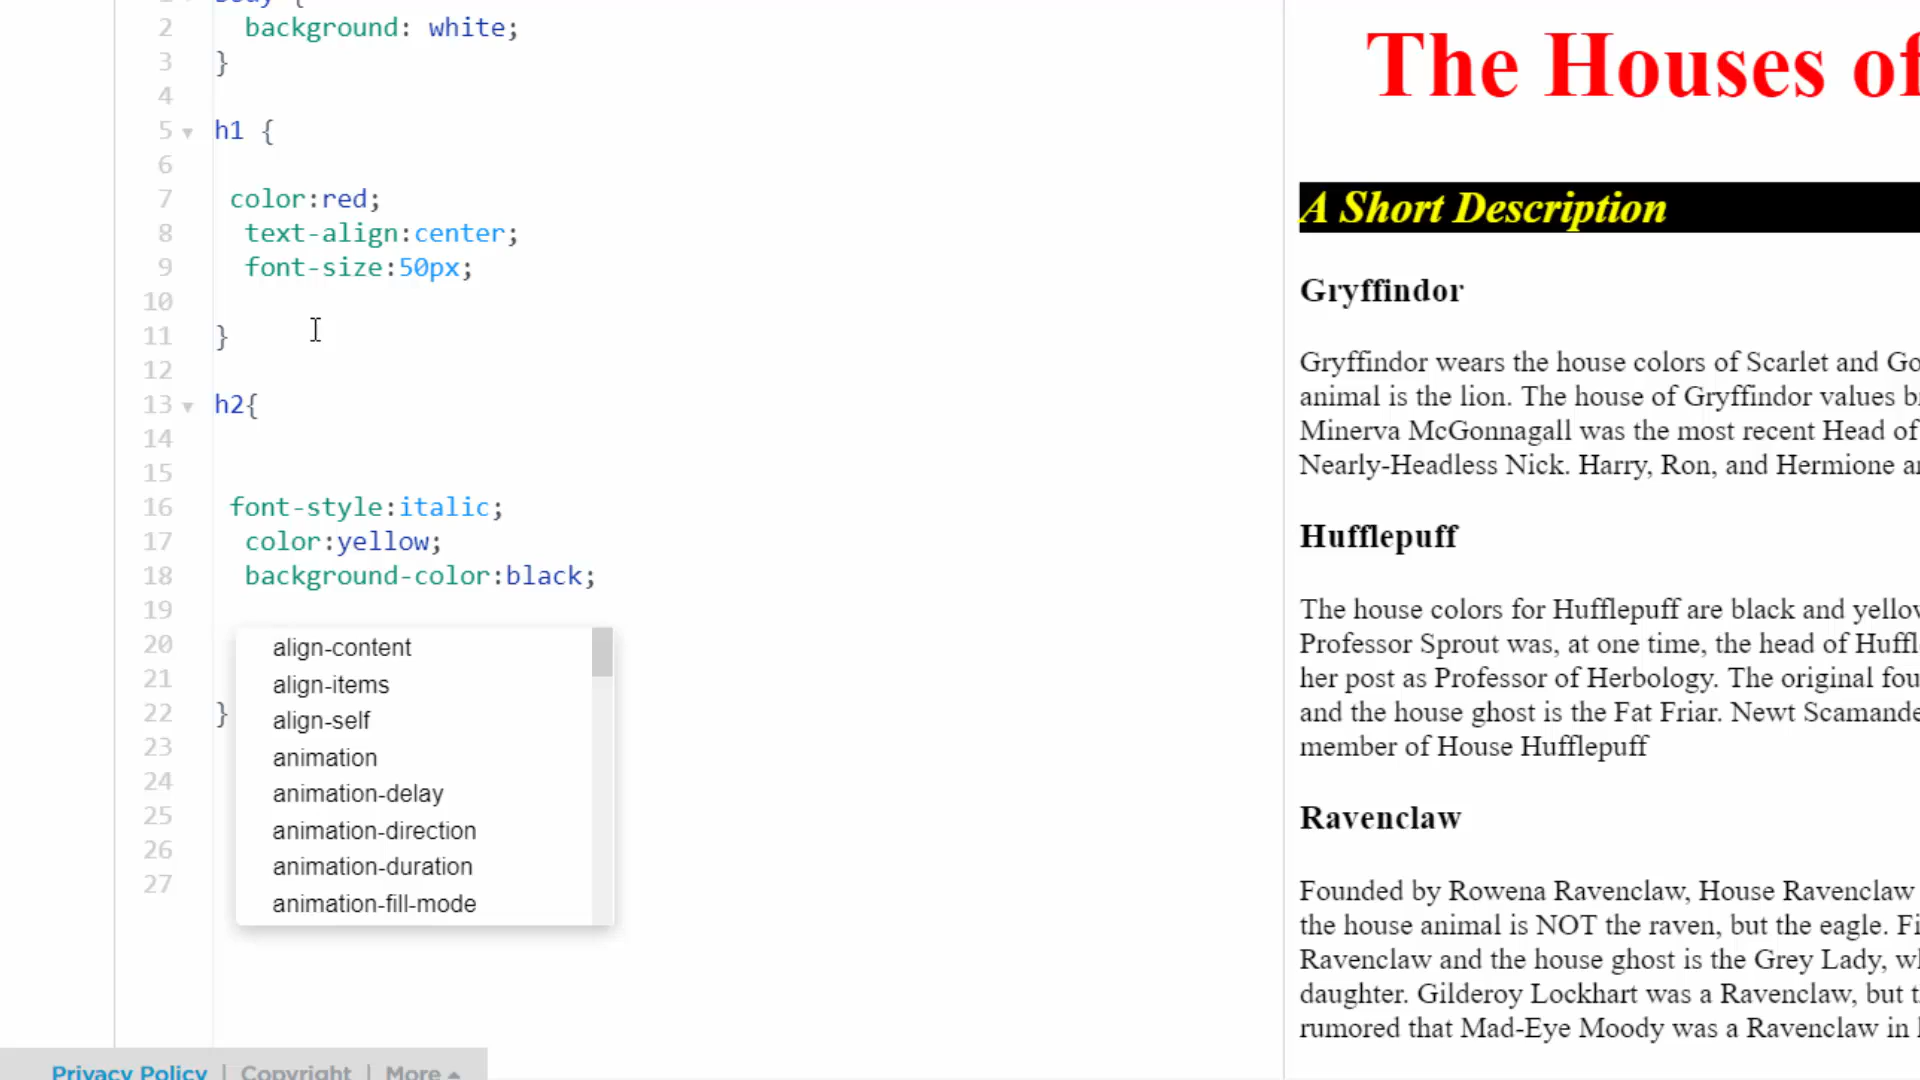 1 body {
2 background: white;
3 }
4
5 h1 {
6
7 color:red;
8 text-align:center;
9 font-size:50px;
10
11 }
12
13 h2{
14
15
16 font-style:italic;
17 color:yellow;
18 background-color:black;
19
20
21
22 }
23
24
25
26
27
align-content
align-items
align-self
animation
animation-delay
animation-direction
animation-duration
animation-fill-mode
Privacy Policy | Copyright | More
The Houses of
A Short Description
Gryffindor
Gryffindor wears the house colors of Scarlet and Go
animal is the lion. The house of Gryffindor values b
Minerva McGonnagall was the most recent Head of
Nearly-Headless Nick. Harry, Ron, and Hermione a
Hufflepuff
The house colors for Hufflepuff are black and yellow
Professor Sprout was, at one time, the head of Huffl
her post as Professor of Herbology. The original fou
and the house ghost is the Fat Friar. Newt Scamande
member of House Hufflepuff
Ravenclaw
Founded by Rowena Ravenclaw, House Ravenclaw
the house animal is NOT the raven, but the eagle. Fi
Ravenclaw and the house ghost is the Grey Lady, w
daughter. Gilderoy Lockhart was a Ravenclaw, but t
rumored that Mad-Eye Moody was a Ravenclaw in